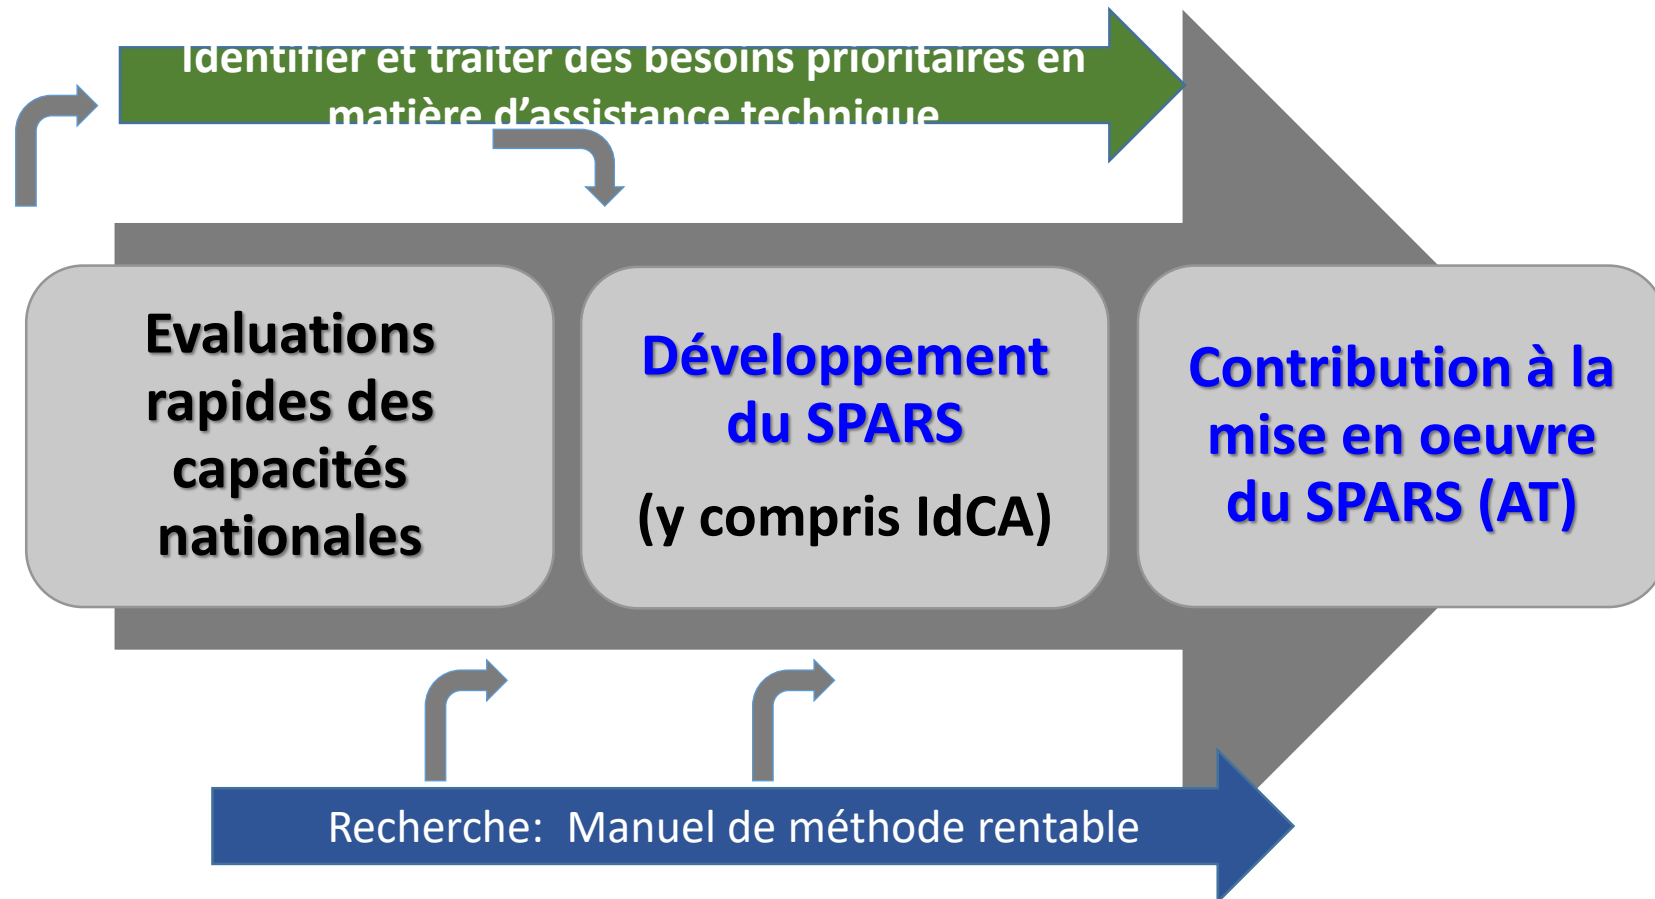 Identifier et traiter des besoins prioritaires en
matière d’assistance technique
Evaluations
rapides des
capacités
nationales
Développement
du SPARS
(y compris IdCA)
Contribution à la
mise en oeuvre
du SPARS (AT)
Recherche:  Manuel de méthode rentable